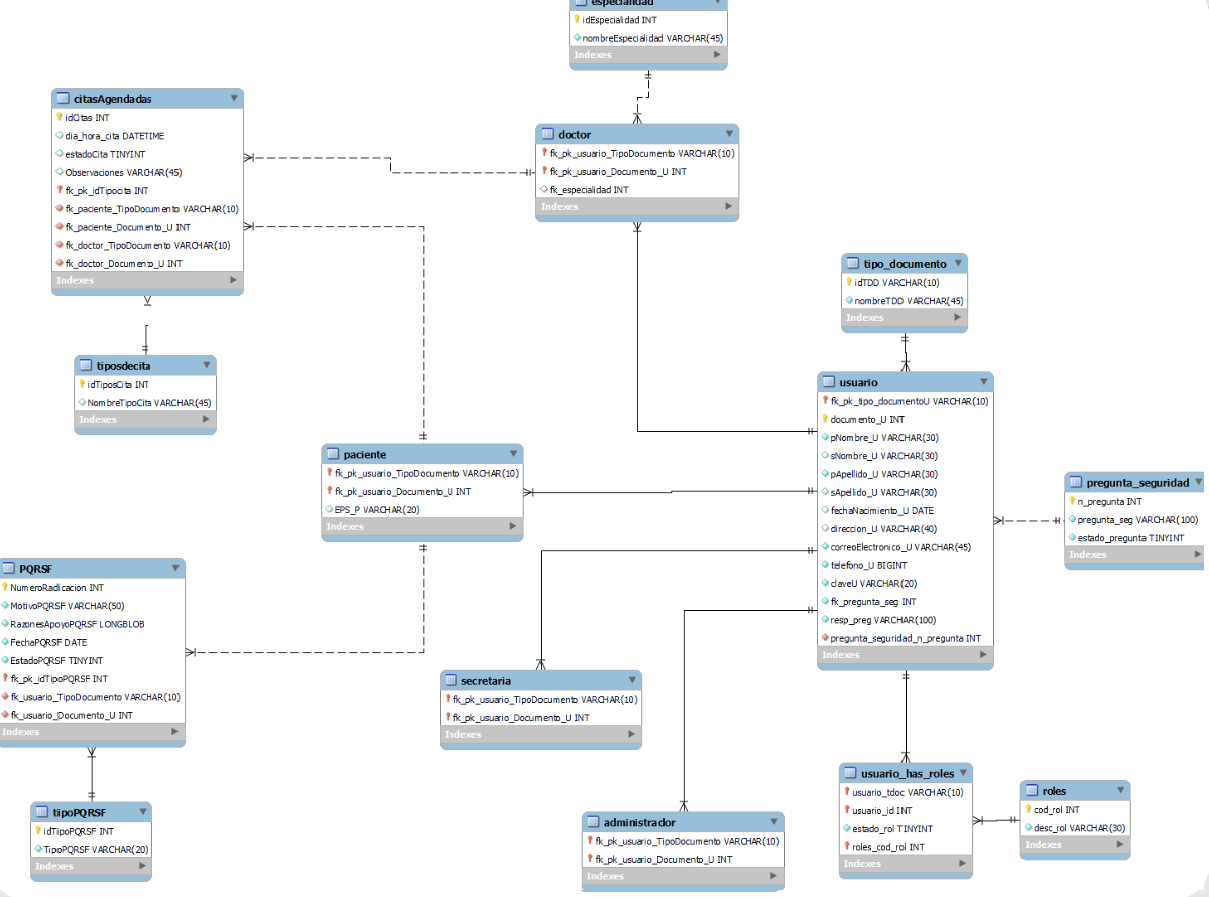 especialidad
idEspecialidad INT
nombreEspecialidad VARCHAR(45)
Indexes
citasAgendadas
idCitas INT
dia_hora_cita DATETIME
estadoCita TINYINT
Observaciones VARCHAR(45)
fk_pk_idTipocita INT
fk_paciente_TipoDocumento VARCHAR(10)
fk_paciente_Documento_U INT
fk_doctor_TipoDocumento VARCHAR(10)
fk_doctor_Documento_U INT
Indexes
doctor
fk_pk_usuario_TipoDocumento VARCHAR(10)
fk_pk_usuario_Documento_U INT
fk_especialidad INT
Indexes
tipo_documento
idTDD VARCHAR(10)
nombreTDD VARCHAR(45)
Indexes
tiposdecita
idTiposCita INT
NombreTipoCita VARCHAR(45)
Indexes
usuario
fk_pk_tipo_documentoU VARCHAR(10)
documento_U INT
pNombre_U VARCHAR(30)
sNombre_U VARCHAR(30)
pApellido_U VARCHAR(30)
sApellido_U VARCHAR(30)
fechaNacimiento_U DATE
direccion_U VARCHAR(40)
correoElectronico_U VARCHAR(45)
telefono_U BIGINT
claveU VARCHAR(20)
fk_pregunta_seg INT
resp_preg VARCHAR(100)
pregunta_seguridad_n_pregunta INT
Indexes
paciente
fk_pk_usuario_TipoDocumento VARCHAR(10)
fk_pk_usuario_Documento_U INT
EPS_P VARCHAR(20)
Indexes
pregunta_seguridad
n_pregunta INT
pregunta_seg VARCHAR(100)
estado_pregunta TINYINT
Indexes
PQRSF
NumeroRadicacion INT
MotivoPQRSF VARCHAR(50)
RazonesApoyoPQRSF LONGBLOB
FechaPQRSF DATE
EstadoPQRSF TINYINT
fk_pk_idTipoPQRSF INT
fk_usuario_TipoDocumento VARCHAR(10)
fk_usuario_Documento_U INT
Indexes
secretaria
fk_pk_usuario_TipoDocumento VARCHAR(10)
fk_pk_usuario_Documento_U INT
Indexes
usuario_has_roles
usuario_tdoc VARCHAR(10)
usuario_id INT
estado_rol TINYINT
roles_cod_rol INT
Indexes
roles
cod_rol INT
desc_rol VARCHAR(30)
Indexes
tipoPQRSF
idTipoPQRSF INT
TipoPQRSF VARCHAR(20)
Indexes
administrador
fk_pk_usuario_TipoDocumento VARCHAR(10)
fk_pk_usuario_Documento_U INT
Indexes